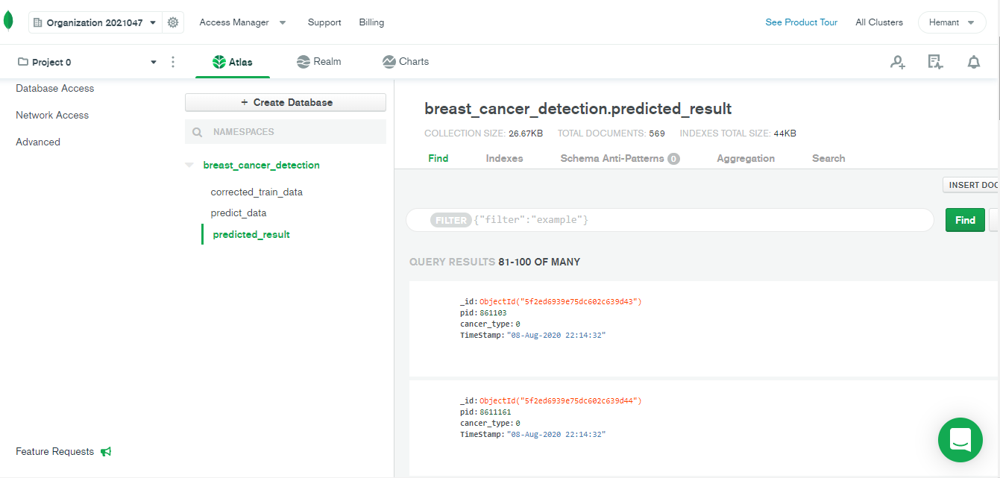 Organization 2021047
Access Manager
Support
Billing
See Product Tour
All Clusters
Hemant
Project 0
Atlas
Realm
Charts
Database Access
Network Access
Advanced
Feature Requests
+ Create Database
NAMESPACES
breast_cancer_detection
corrected_train_data
predict_data
predicted_result
breast_cancer_detection.predicted_result
COLLECTION SIZE: 26.67KB TOTAL DOCUMENTS: 569 INDEXES TOTAL SIZE: 44KB
Find Indexes Schema Anti-Patterns 0 Aggregation Search
INSERT DOC
FILTER {"filter":"example"}
Find
QUERY RESULTS 81-100 OF MANY
_id: ObjectId("5f2ed6939e75dc602c639d43")
pid: 861103
cancer_type: 0
TimeStamp: "08-Aug-2020 22:14:32"
_id: ObjectId("5f2ed6939e75dc602c639d44")
pid: 8611161
cancer_type: 0
TimeStamp: "08-Aug-2020 22:14:32"